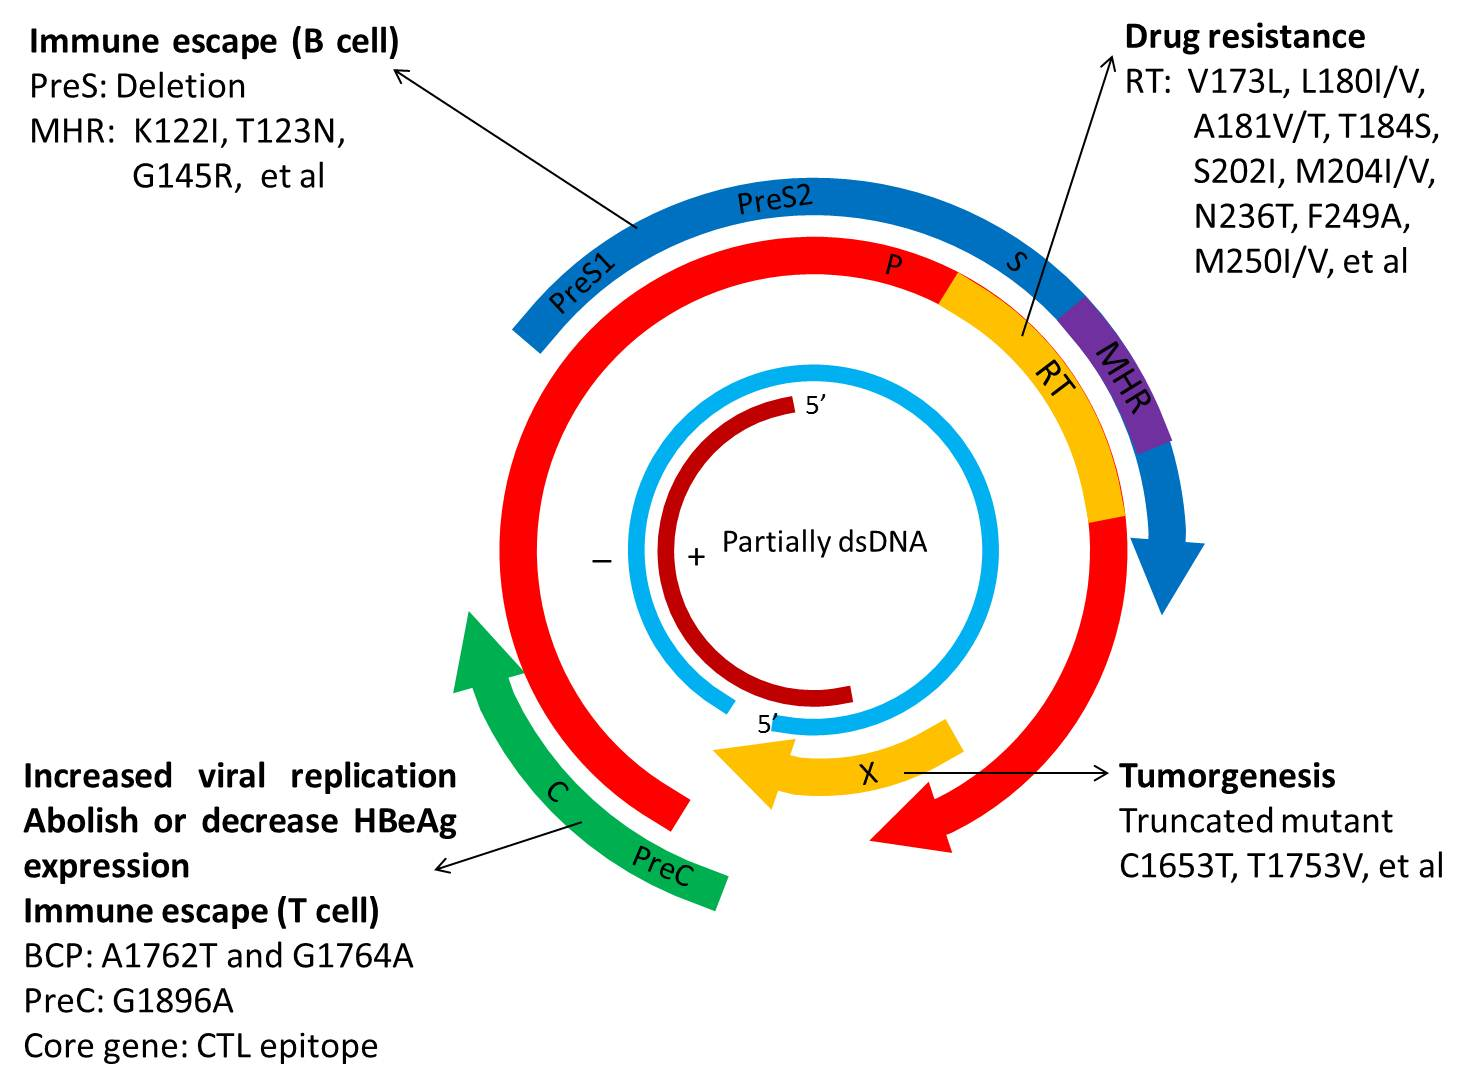 Immune escape (B cell)
PreS: Deletion
MHR: K122I, T123N,
G145R, et al
Drug resistance
RT: V173L, L180I/V,
A181V/T, T184S,
S202I, M204I/V,
N236T, F249A,
M250I/V, et al
PreS1
PreS2
S
MHR
P
RT
5’
– + Partially dsDNA
5’
X
C
PreC
Increased viral replication
Abolish or decrease HBeAg
expression
Immune escape (T cell)
BCP: A1762T and G1764A
PreC: G1896A
Core gene: CTL epitope
Tumorgenesis
Truncated mutant
C1653T, T1753V, et al